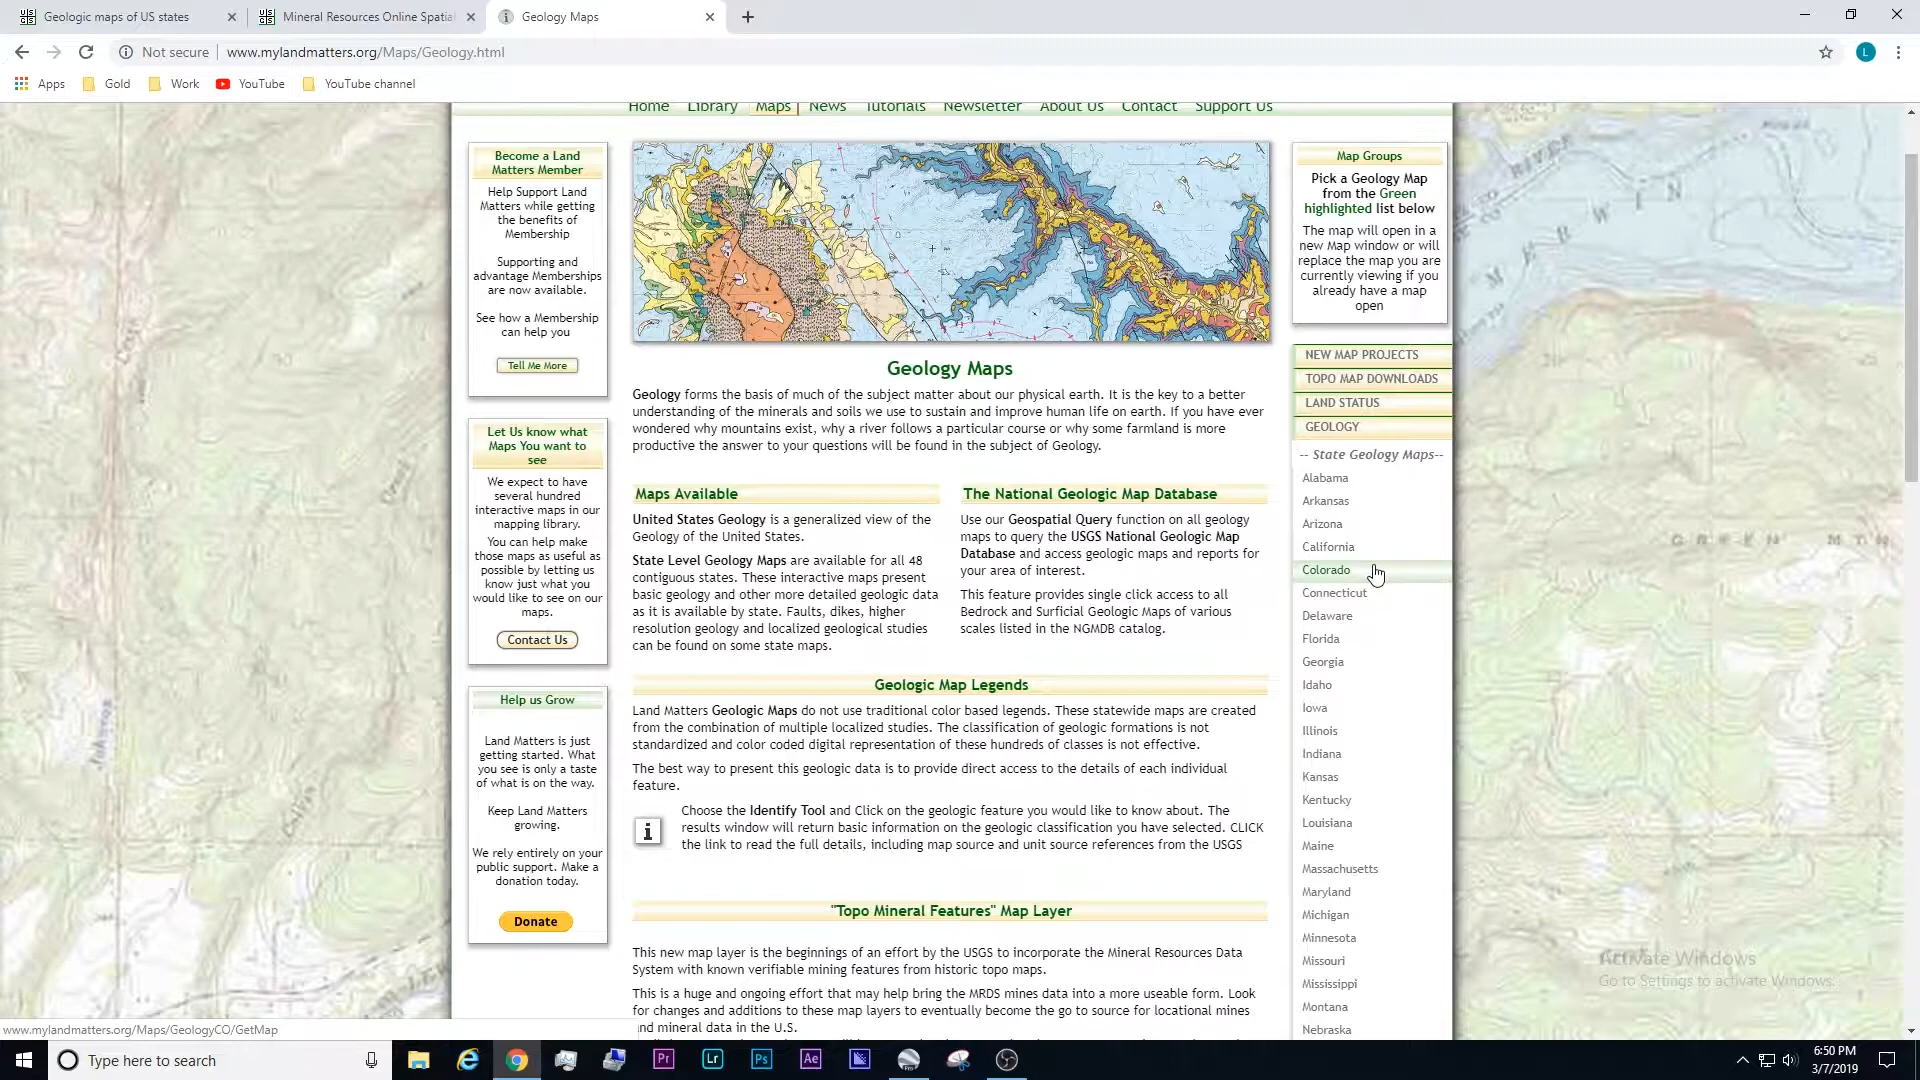 Geologic maps of US states
Mineral Resources Online Spatia
Geology Maps
Not secure
www.mylandmatters.org/Maps/Geology.html
L
Apps
Gold
Work
YouTube
YouTube channel
Home
Library
Maps
News
Tutorials
Newsletter
About Us
Contact
Support Us
Become a Land
Matters Member
Help Support Land
Matters while getting
the benefits of
Membership
Supporting and
advantage Memberships
are now available.
See how a Membership
can help you
Tell Me More
Let Us know what
Maps You want to
see
We expect to have
several hundred
interactive maps in our
mapping library.
You can help make
those maps as useful as
possible by letting us
know just what you
would like to see on our
maps.
Contact Us
Help us Grow
Land Matters is just
getting started. What
you see is only a taste
of what is on the way.
Keep Land Matters
growing.
We rely entirely on your
public support. Make a
donation today.
Donate
Geology Maps
Geology forms the basis of much of the subject matter about our physical earth. It is the key to a better
understanding of the minerals and soils we use to sustain and improve human life on earth. If you have ever
wondered why mountains exist, why a river follows a particular course or why some farmland is more
productive the answer to your questions will be found in the subject of Geology.
Maps Available
United States Geology is a generalized view of the
Geology of the United States.
State Level Geology Maps are available for all 48
contiguous states. These interactive maps present
basic geology and other more detailed geologic data
as it is available by state. Faults, dikes, higher
resolution geology and localized geological studies
can be found on some state maps.
The National Geologic Map Database
Use our Geospatial Query function on all geology
maps to query the USGS National Geologic Map
Database and access geologic maps and reports for
your area of interest.
This feature provides single click access to all
Bedrock and Surficial Geologic Maps of various
scales listed in the NGMDB catalog.
Geologic Map Legends
Land Matters Geologic Maps do not use traditional color based legends. These statewide maps are created
from the combination of multiple localized studies. The classification of geologic formations is not
standardized and color coded digital representation of these hundreds of classes is not effective.
The best way to present this geologic data is to provide direct access to the details of each individual
feature.
Choose the Identify Tool and Click on the geologic feature you would like to know about. The
results window will return basic information on the geologic classification you have selected. CLICK
the link to read the full details, including map source and unit source references from the USGS
"Topo Mineral Features" Map Layer
This new map layer is the beginnings of an effort by the USGS to incorporate the Mineral Resources Data
System with known verifiable mining features from historic topo maps.
This is a huge and ongoing effort that may help bring the MRDS mines data into a more useable form. Look
for changes and additions to these map layers to eventually become the go to source for locational mines
and mineral data in the U.S.
Map Groups
Pick a Geology Map
from the Green
highlighted list below
The map will open in a
new Map window or will
replace the map you are
currently viewing if you
already have a map
open
NEW MAP PROJECTS
TOPO MAP DOWNLOADS
LAND STATUS
GEOLOGY
-- State Geology Maps--
Alabama
Arkansas
Arizona
California
Colorado
Connecticut
Delaware
Florida
Georgia
Idaho
Iowa
Illinois
Indiana
Kansas
Kentucky
Louisiana
Maine
Massachusetts
Maryland
Michigan
Minnesota
Missouri
Mississippi
Montana
Nebraska
Activate Windows
Go to Settings to activate Windows.
www.mylandmatters.org/Maps/GeologyCO/GetMap
Type here to search
Pr
Lr
Ps
Ae
6:50 PM
3/7/2019